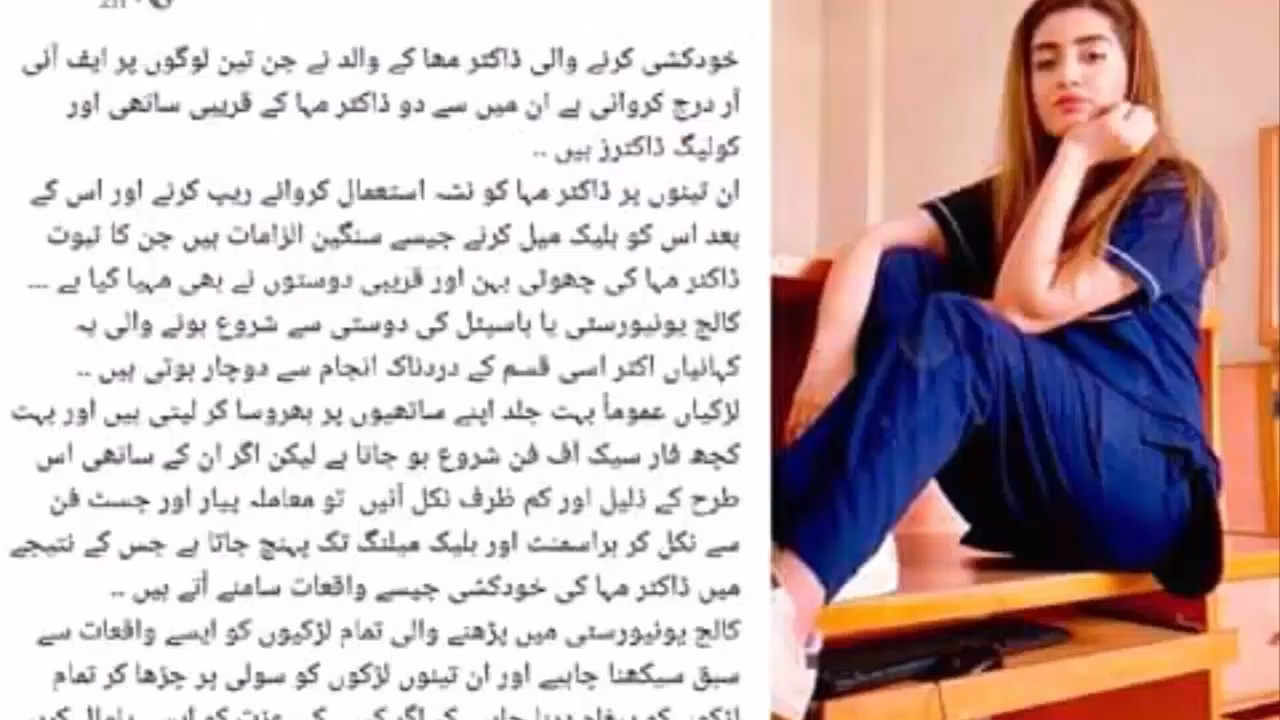 2h
خودکشی کرنے والی ڈاکٹر مھا کے والد نے جن تین لوگوں پر ایف آئی
آر درج کروائی ہے ان میں سے دو ڈاکٹر مہا کے قریبی ساتھی اور
کولیگ ڈاکٹرز ہیں ..
ان تینوں پر ڈاکٹر مہا کو نشہ استعمال کروانے ریپ کرنے اور اس کے
بعد اس کو بلیک میل کرنے جیسے سنگین الزامات ہیں جن کا ثبوت
ڈاکٹر مہا کی چھوٹی بہن اور قریبی دوستوں نے بھی مہیا کیا ہے ...
کالج یونیورسٹی یا ہاسپٹل کی دوستی سے شروع ہونے والی یہ
کہانیاں اکثر اسی قسم کے دردناک انجام سے دوچار ہوتی ہیں ..
لڑکیاں عموماً بہت جلد اپنے ساتھیوں پر بھروسا کر لیتی ہیں اور بہت
کچھ فار سیک آف فن شروع ہو جاتا ہے لیکن اگر ان کے ساتھی اس
طرح کے ذلیل اور کم ظرف نکل آئیں تو معاملہ پیار اور جسٹ فن
سے نکل کر ہراسمنٹ اور بلیک میلنگ تک پہنچ جاتا ہے جس کے نتیجے
میں ڈاکٹر مہا کی خودکشی جیسے واقعات سامنے آتے ہیں ..
کالج یونیورسٹی میں پڑھنے والی تمام لڑکیوں کو ایسے واقعات سے
سبق سیکھنا چاہیے اور ان تینوں لڑکوں کو سولی پر چڑھا کر تمام